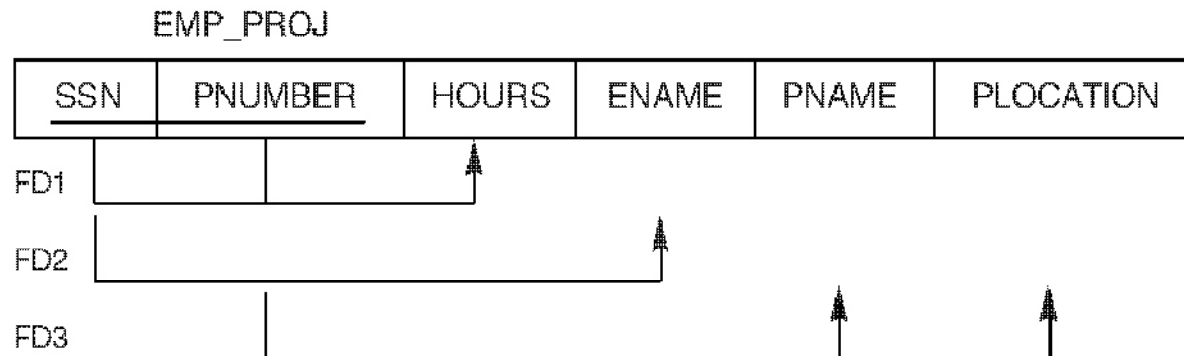 EMP_PROJ
SSN PNUMBER HOURS ENAME PNAME PLOCATION
FD1
FD2
FD3